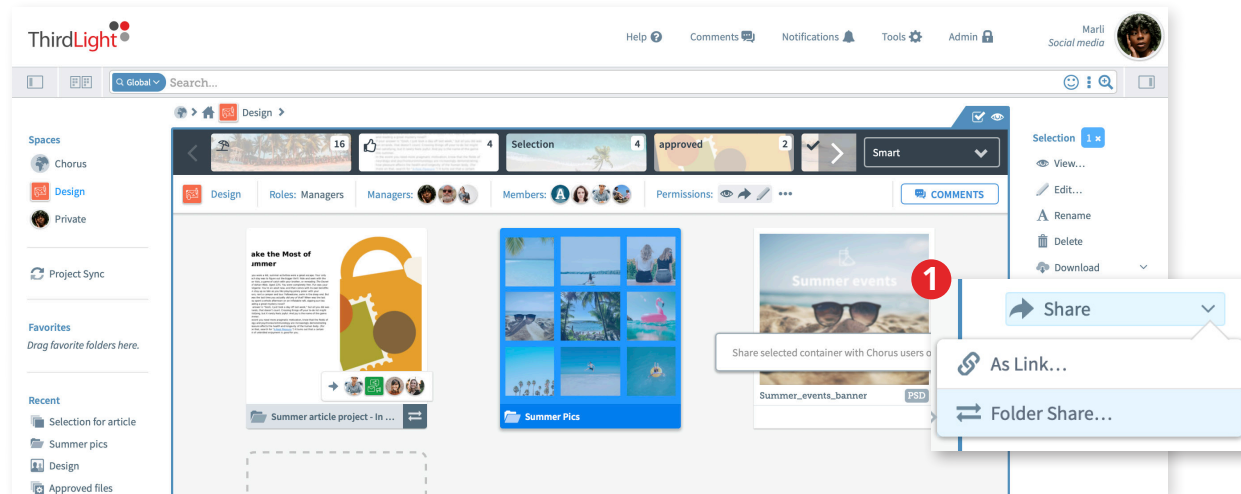 ThirdLight
Help
Comments
Notifications
Tools
Admin
Marli
Social media
Global
Search...
Design
Spaces
Chorus
Design
Private
Project Sync
Favorites
Drag favorite folders here.
Recent
Selection for article
Summer pics
Design
Approved files
16
4
Selection
4
approved
2
Smart
Design
Roles: Managers
Managers:
Members:
A
Permissions:
COMMENTS
ake the Most of
ummer
Summer article project - In ...
Summer Pics
Summer events
Share selected container with Chorus users o
Summer_events_banner
PSD
Selection
1 ×
View...
Edit...
A Rename
Delete
Download
1
Share
As Link...
Folder Share...